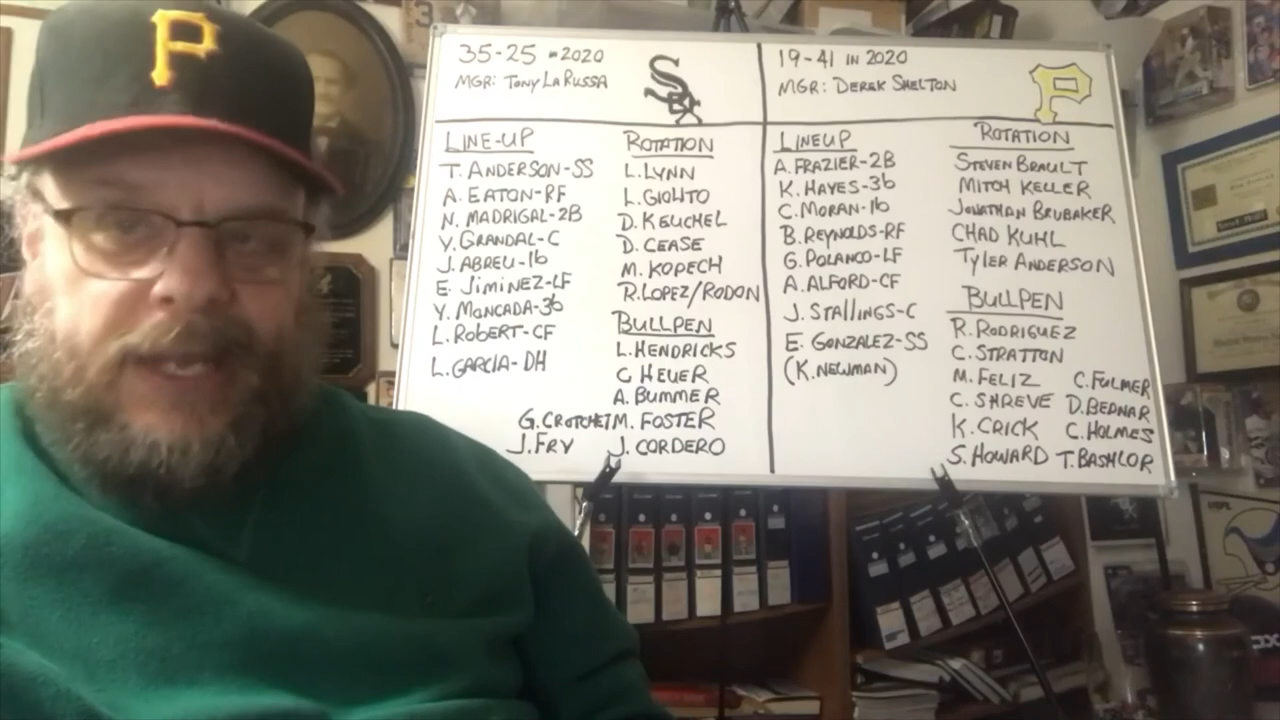 P
35-25 IN 2020
MGR: TONY LARUSSA
Sox
LINE-UP
T. ANDERSON-SS
A. EATON-RF
N. MADRIGAL-2B
Y. GRANDAL-C
J. ABREU-1b
E. JIMINEZ-LF
Y. MONCADA-3b
L. ROBERT-CF
L. GARCIA-DH
ROTATION
L. LYNN
L. GIOLITO
D. KEUCHEL
D. CEASE
M. KOPECH
R. LOPEZ/RODON
BULLPEN
L. HENDRICKS
C HEUER
A. BUMMER
G. CROTCHET M. FOSTER
J. FRY J. CORDERO
19-41 IN 2020
MGR: DEREK SHELTON
P
LINEUP
A. FRAZIER-2B
K. HAYES-3b
C. MORAN-1b
B. REYNOLDS-RF
G. POLANCO-LF
A. ALFORD-CF
J. STALLINGS-C
E. GONZALEZ-SS
(K. NEWMAN)
ROTATION
STEVEN BRAULT
MITCH KELLER
JONATHAN BRUBAKER
CHAD KUHL
TYLER ANDERSON
BULLPEN
R. RODRIGUEZ
C. STRATTON
M. FELIZ C. FULMER
C. SHREVE D. BEDNAR
K. CRICK C. HOLMES
S. HOWARD T. BASHLOR